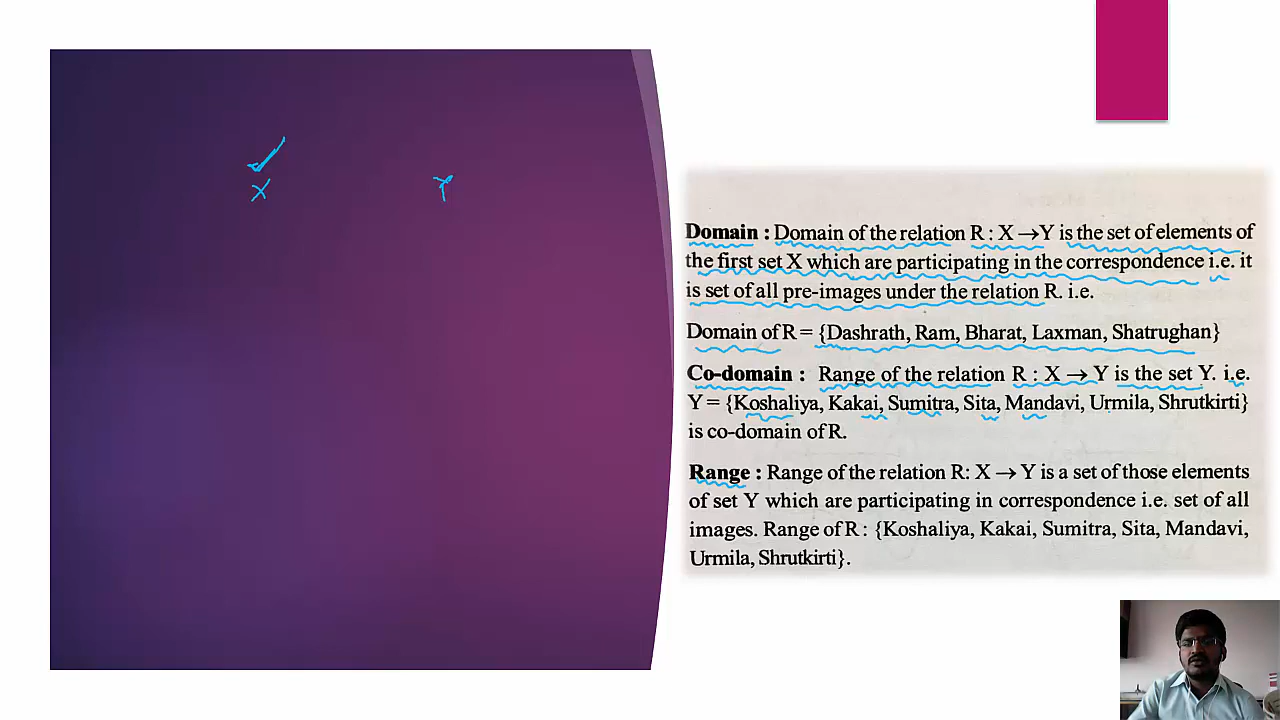 X Y
Domain : Domain of the relation R : X →Y is the set of elements of
the first set X which are participating in the correspondence i.e. it
is set of all pre-images under the relation R. i.e.
Domain of R = {Dashrath, Ram, Bharat, Laxman, Shatrughan}
Co-domain : Range of the relation R : X → Y is the set Y. i.e.
Y = {Koshaliya, Kakai, Sumitra, Sita, Mandavi, Urmila, Shrutkirti}
is co-domain of R.
Range : Range of the relation R: X → Y is a set of those elements
of set Y which are participating in correspondence i.e. set of all
images. Range of R : {Koshaliya, Kakai, Sumitra, Sita, Mandavi,
Urmila, Shrutkirti}.